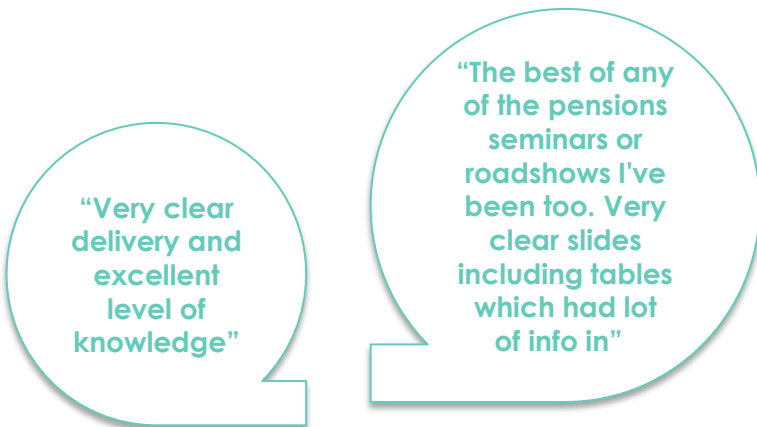 “Very clear
delivery and
excellent
level of
knowledge”
“The best of any
of the pensions
seminars or
roadshows I've
been too. Very
clear slides
including tables
which had lot
of info in”